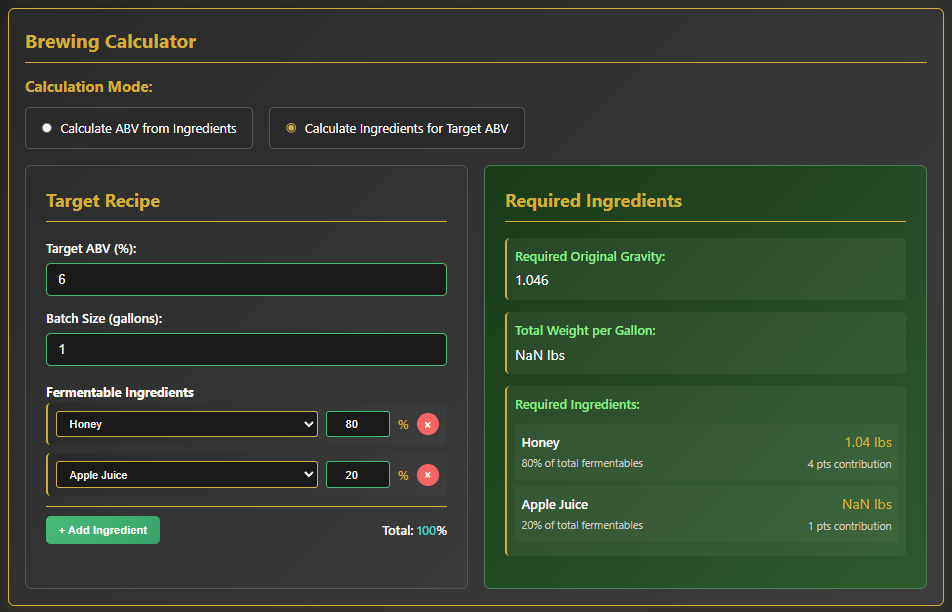 Brewing Calculator
Calculation Mode:
Calculate ABV from Ingredients
Calculate Ingredients for Target ABV
Target Recipe
Target ABV (%):
6
Batch Size (gallons):
1
Fermentable Ingredients
Honey 80 % ×
Apple Juice 20 % ×
+ Add Ingredient Total: 100%
Required Ingredients
Required Original Gravity:
1.046
Total Weight per Gallon:
NaN lbs
Required Ingredients:
Honey 1.04 lbs
80% of total fermentables 4 pts contribution
Apple Juice NaN lbs
20% of total fermentables 1 pts contribution